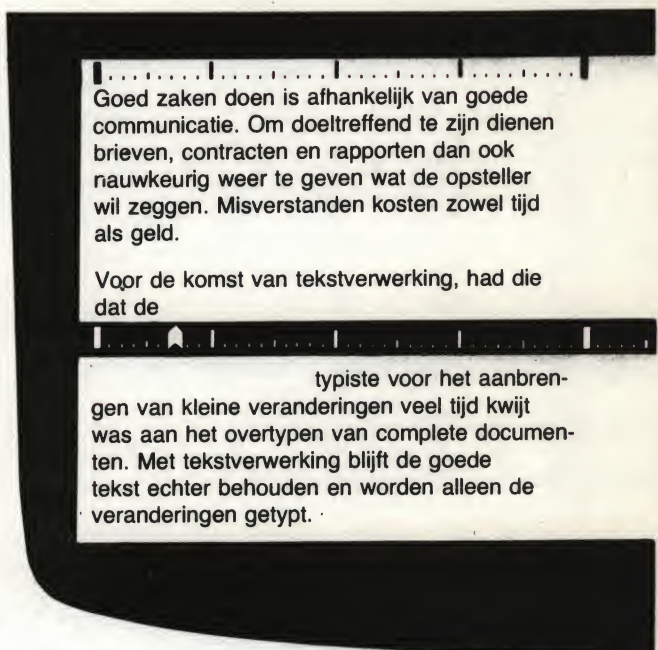 Goed zaken doen is afhankelijk van goede
communicatie. Om doeltreffend te zijn dienen
brieven, contracten en rapporten dan ook
nauwkeurig weer te geven wat de opsteller
wil zeggen. Misverstanden kosten zowel tijd
als geld.
Voor de komst van tekstverwerking, had die
dat de
typiste voor het aanbren-
gen van kleine veranderingen veel tijd kwijt
was aan het overtypen van complete documen-
ten. Met tekstverwerking blijft de goede
tekst echter behouden en worden alleen de
veranderingen getypt.